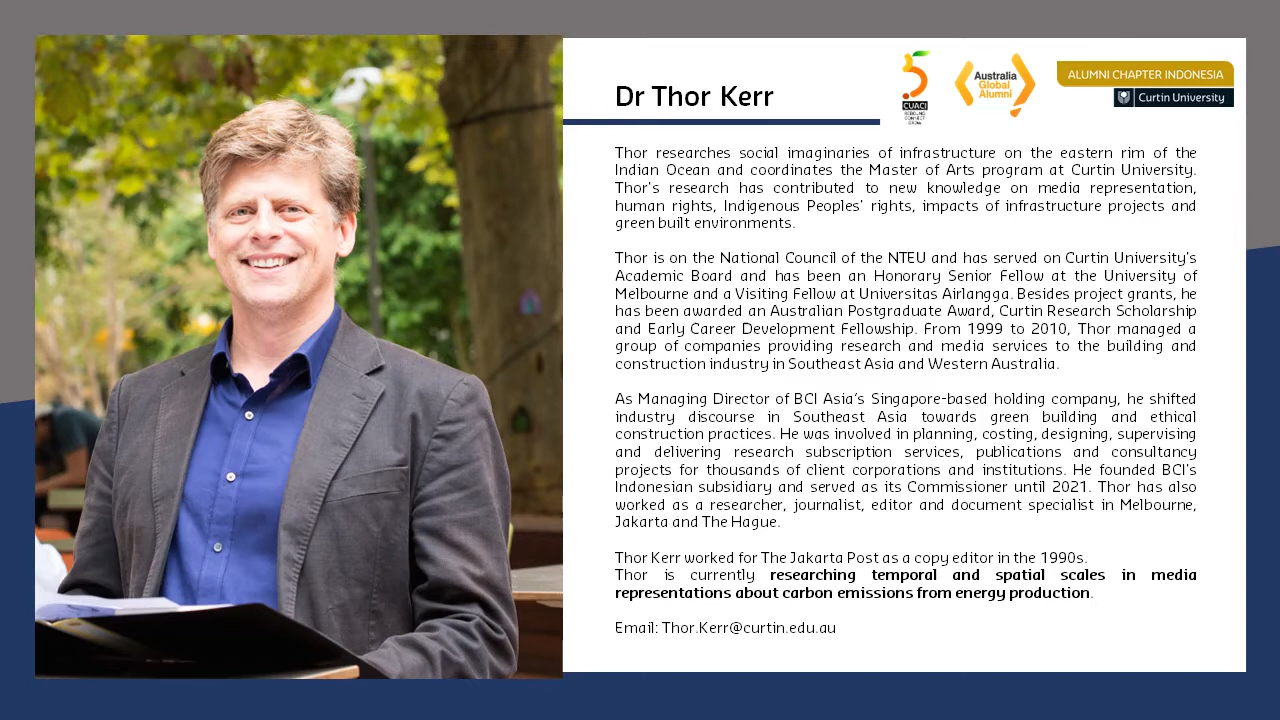 Dr Thor Kerr
CUACI
Australia
Global
Alumni
ALUMNI CHAPTER INDONESIA
Curtin University
Thor researches social imaginaries of infrastructure on the eastern rim of the
Indian Ocean and coordinates the Master of Arts program at Curtin University.
Thor's research has contributed to new knowledge on media representation,
human rights, Indigenous Peoples' rights, impacts of infrastructure projects and
green built environments.
Thor is on the National Council of the NTEU and has served on Curtin University's
Academic Board and has been an Honorary Senior Fellow at the University of
Melbourne and a Visiting Fellow at Universitas Airlangga. Besides project grants, he
has been awarded an Australian Postgraduate Award, Curtin Research Scholarship
and Early Career Development Fellowship. From 1999 to 2010, Thor managed a
group of companies providing research and media services to the building and
construction industry in Southeast Asia and Western Australia.
As Managing Director of BCI Asia's Singapore-based holding company, he shifted
industry discourse in Southeast Asia towards green building and ethical
construction practices. He was involved in planning, costing, designing, supervising
and delivering research subscription services, publications and consultancy
projects for thousands of client corporations and institutions. He founded BCI's
Indonesian subsidiary and served as its Commissioner until 2021. Thor has also
worked as a researcher, journalist, editor and document specialist in Melbourne,
Jakarta and The Hague.
Thor Kerr worked for The Jakarta Post as a copy editor in the 1990s.
Thor is currently researching temporal and spatial scales in media
representations about carbon emissions from energy production.
Email: Thor.Kerr@curtin.edu.au